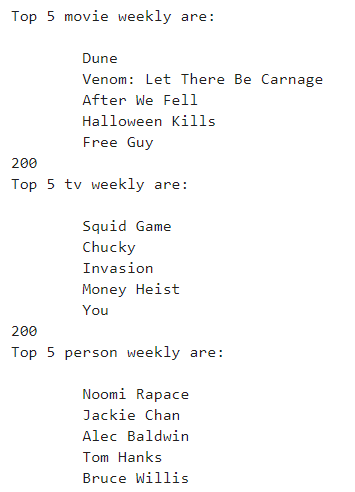 Top 5 movie weekly are:
Dune
Venom: Let There Be Carnage
After We Fell
Halloween Kills
Free Guy
200
Top 5 tv weekly are:
Squid Game
Chucky
Invasion
Money Heist
You
200
Top 5 person weekly are:
Noomi Rapace
Jackie Chan
Alec Baldwin
Tom Hanks
Bruce Willis